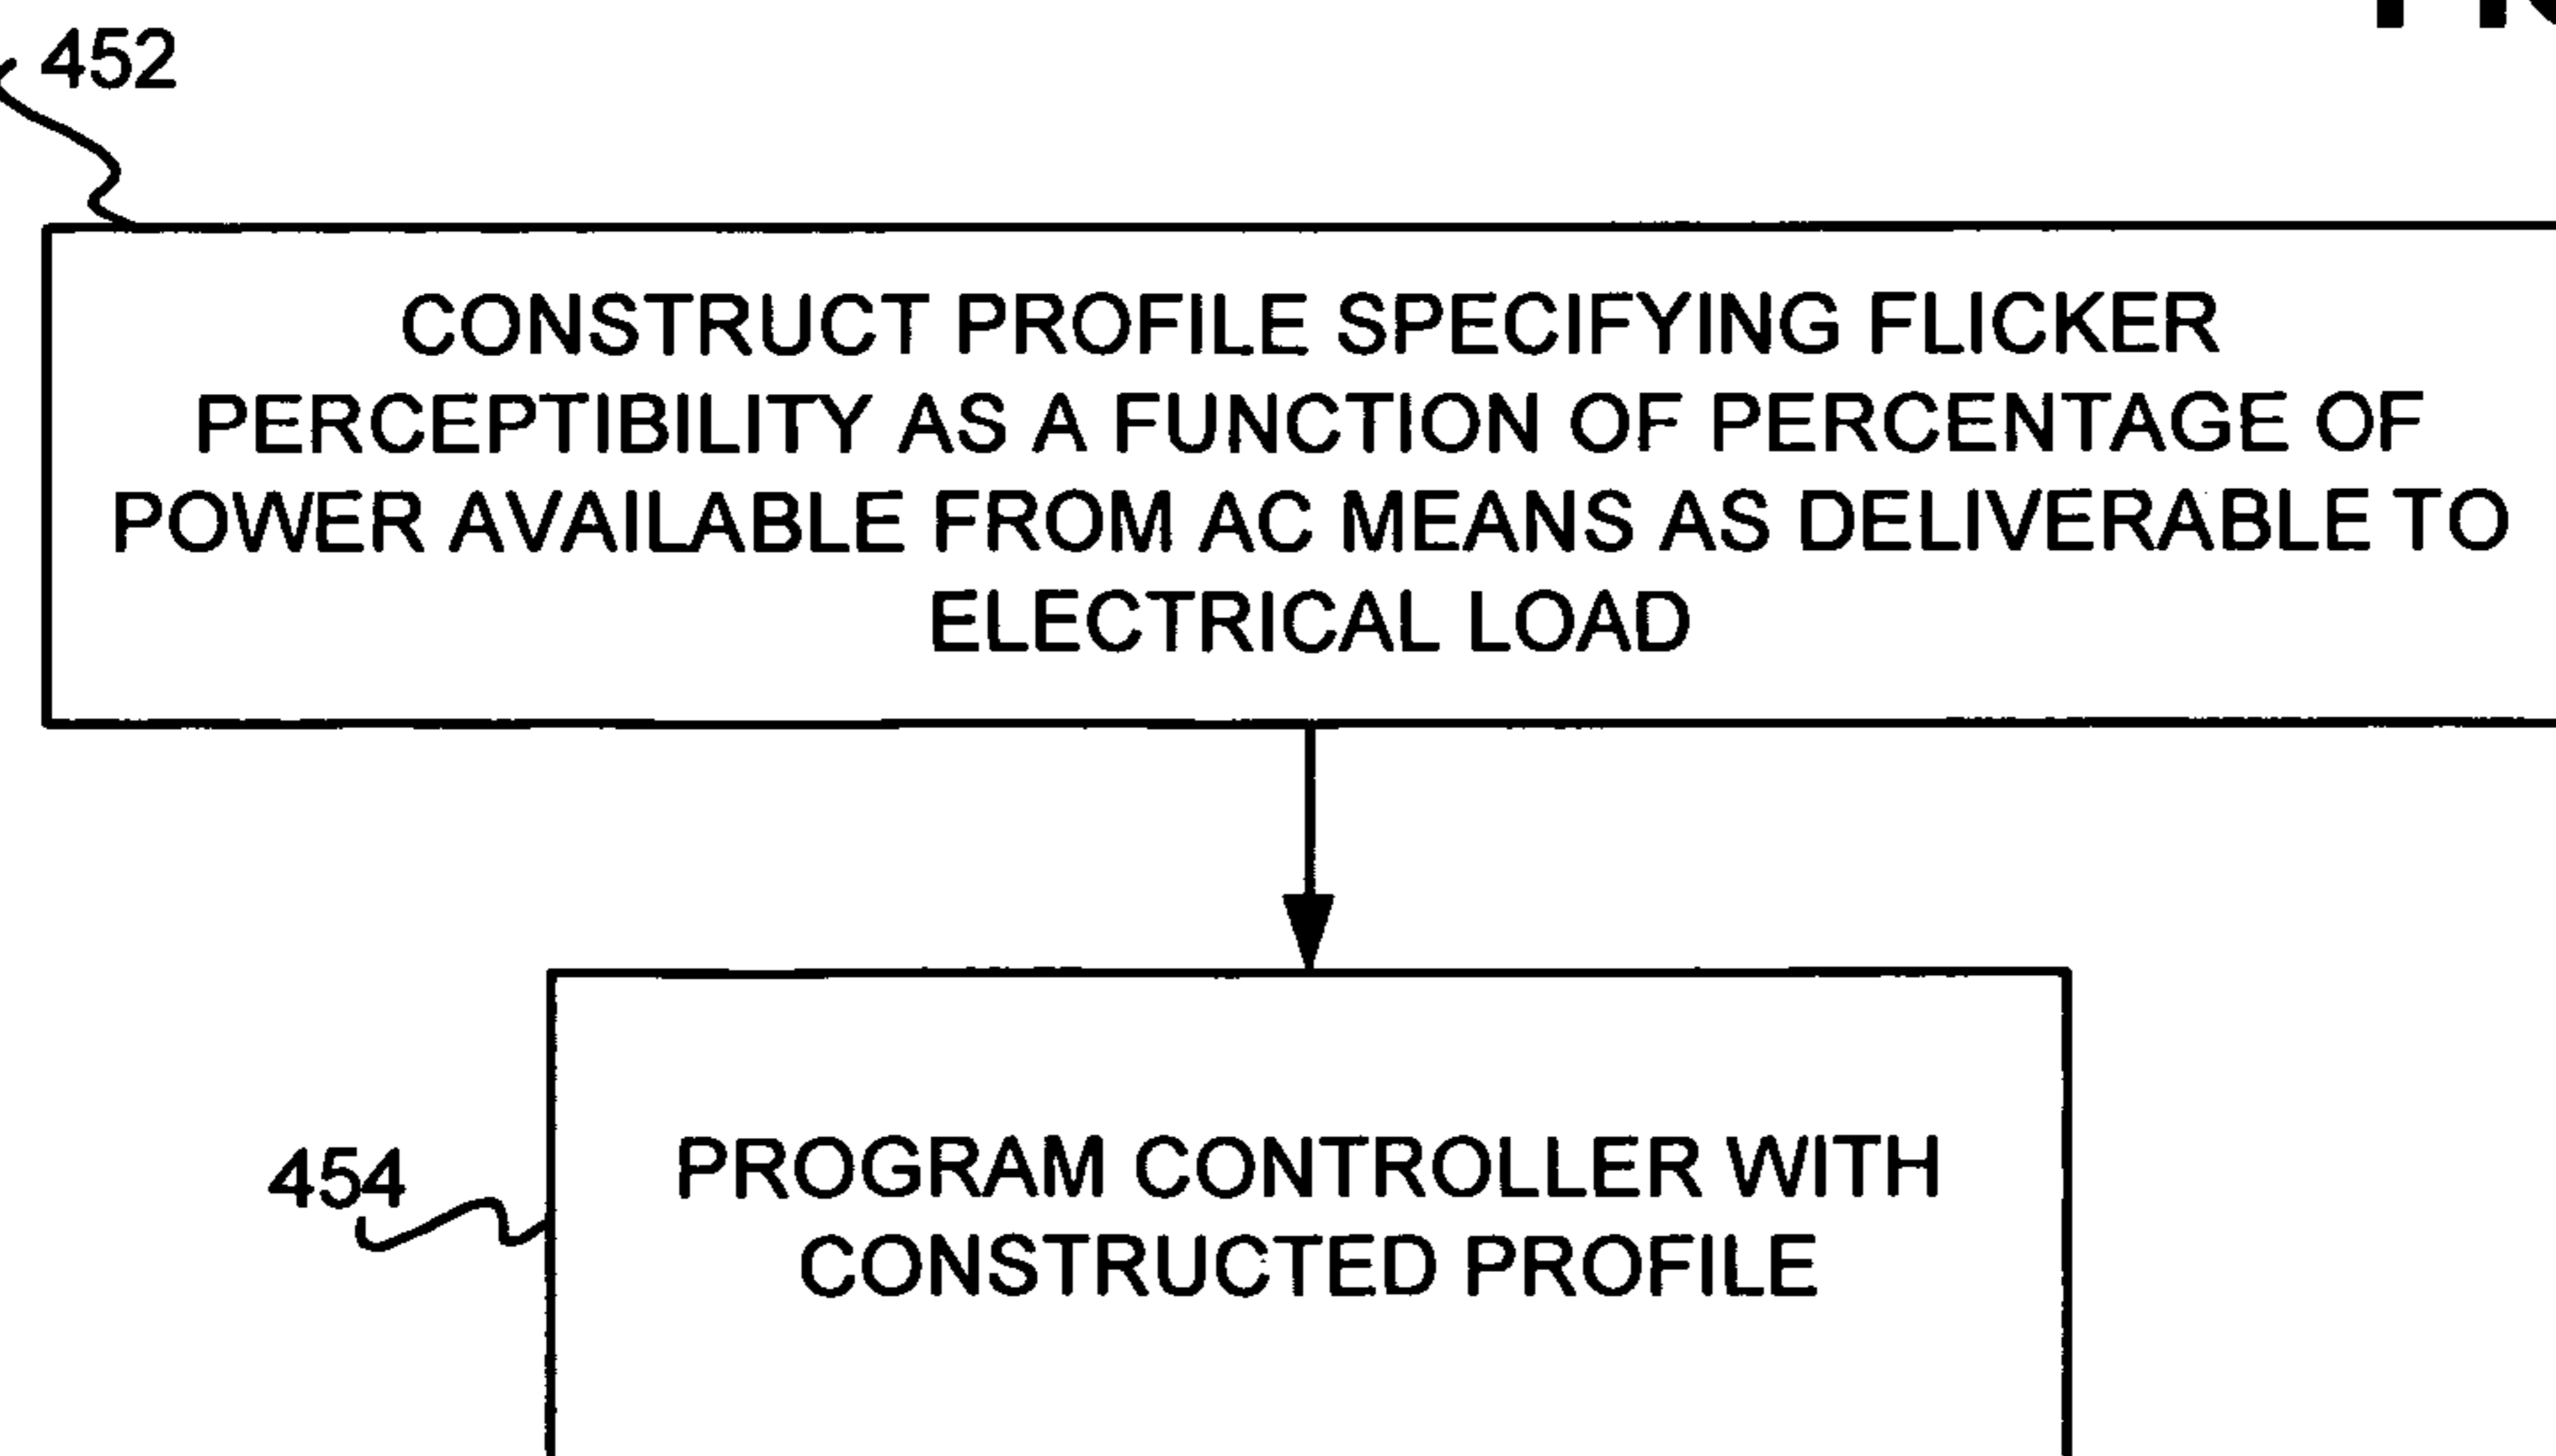 452
CONSTRUCT PROFILE SPECIFYING FLICKER
PERCEPTIBILITY AS A FUNCTION OF PERCENTAGE OF
POWER AVAILABLE FROM AC MEANS AS DELIVERABLE TO
ELECTRICAL LOAD
454
PROGRAM CONTROLLER WITH
CONSTRUCTED PROFILE